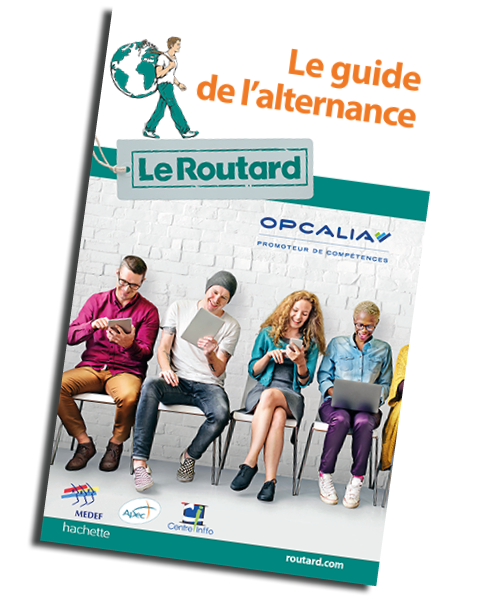 Le guide
de l'alternance
Le Routard
OPCALIA
PROMOTEUR DE COMPÉTENCES
MEDEF
Apec
Centre Inffo
hachette
routard.com